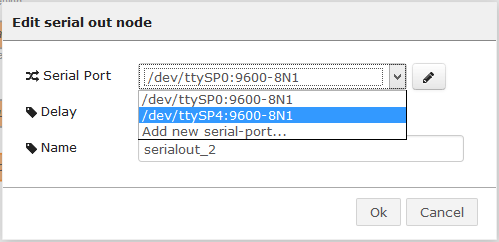 Edit serial out node
Serial Port
/dev/ttySP0:9600-8N1
/dev/ttySP0:9600-8N1
Delay
/dev/ttySP4:9600-8N1
Add new serial-port...
Name
serialout_2
Ok
Cancel